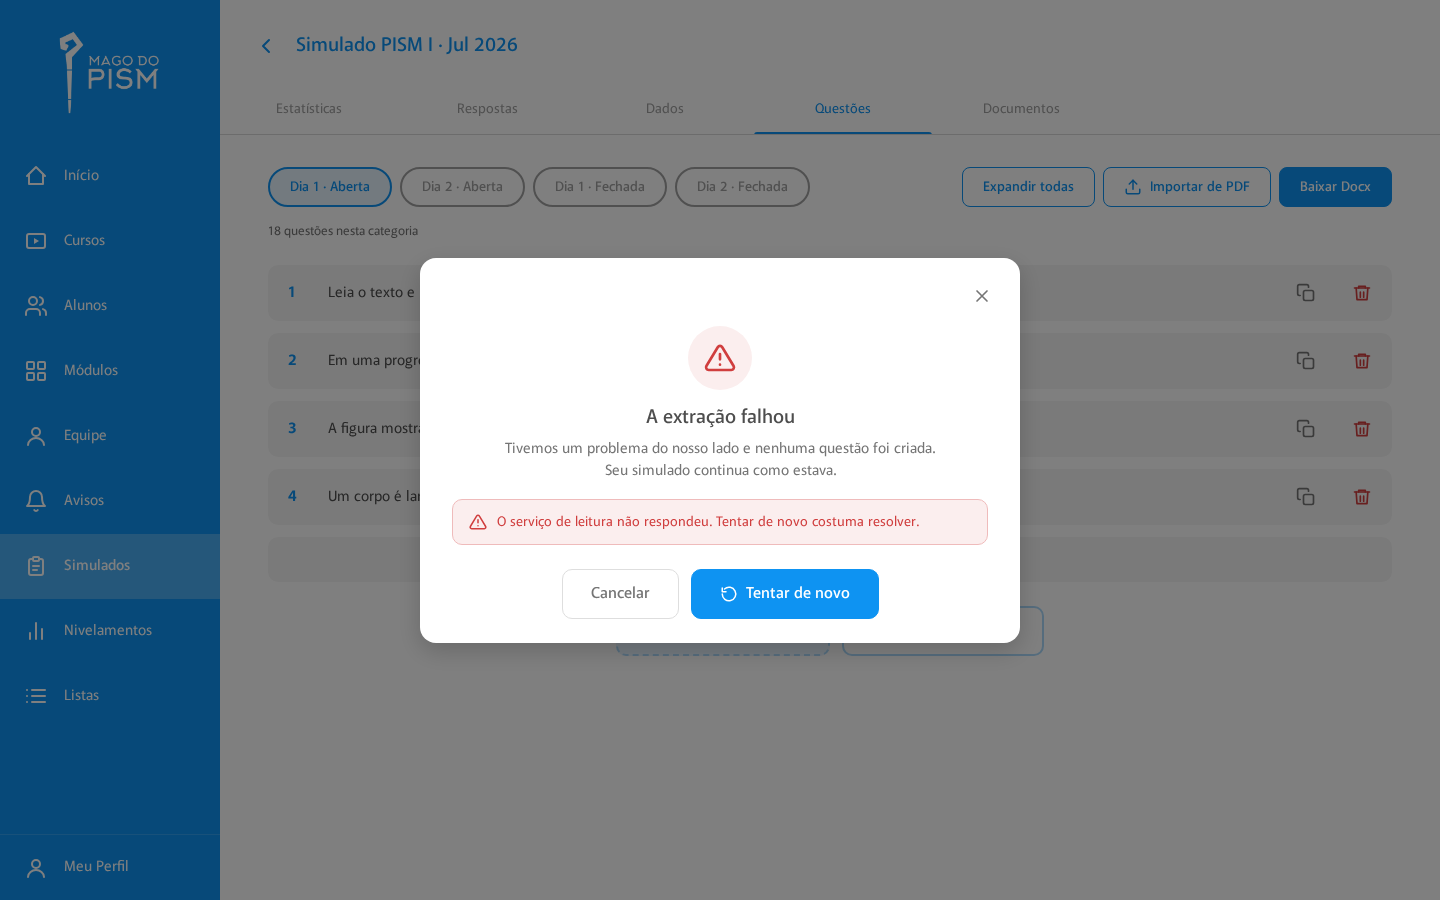 MAGO DO
PISM
Início
Cursos
Alunos
Módulos
Equipe
Avisos
Simulados
Nivelamentos
Listas
Meu Perfil
Simulado PISM I · Jul 2026
Estatísticas
Respostas
Dados
Questões
Documentos
Dia 1 · Aberta
Dia 2 · Aberta
Dia 1 · Fechada
Dia 2 · Fechada
Expandir todas
Importar de PDF
Baixar Docx
18 questões nesta categoria
1 Leia o texto e
2 Em uma progre
3 A figura mostra
4 Um corpo é lan
A extração falhou
Tivemos um problema do nosso lado e nenhuma questão foi criada.
Seu simulado continua como estava.
O serviço de leitura não respondeu. Tentar de novo costuma resolver.
Cancelar
Tentar de novo